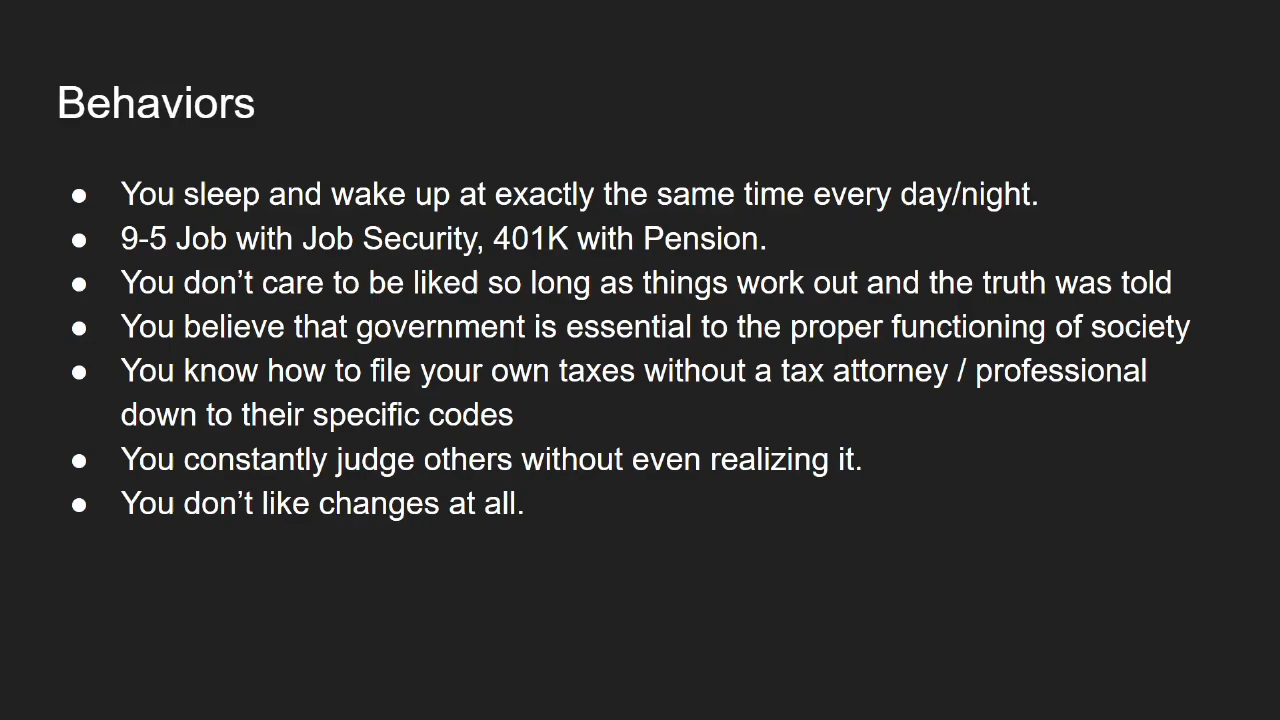 Behaviors
● You sleep and wake up at exactly the same time every day/night.
● 9-5 Job with Job Security, 401K with Pension.
● You don’t care to be liked so long as things work out and the truth was told
● You believe that government is essential to the proper functioning of society
● You know how to file your own taxes without a tax attorney / professional
down to their specific codes
● You constantly judge others without even realizing it.
● You don’t like changes at all.